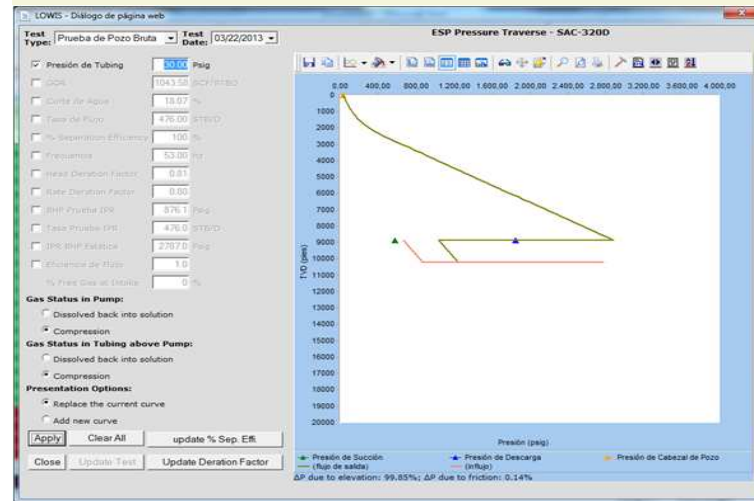 LOWIS - Diálogo de página web
Test Type: Prueba de Pozo Bruta Test Date: 03/22/2013
Presión de Tubing 30.00 Psig
GOR 1043.58 SCF/STBO
Corte de Agua 18.07 %
Tasa de Flujo 476.00 STB/D
% Separation Efficiency 100 %
Frecuencia 53.00 hz
Head Deration Factor 0.81
Rate Deration Factor 0.80
BHP Prueba IPR 876.1 Psig
Tasa Prueba IPR 476.0 STB/D
IPR BHP Estática 2787.0 Psig
Eficiencia de Flujo 1.0
% Free Gas at Intake 0 %
Gas Status in Pump:
Dissolved back into solution
Compression
Gas Status in Tubing above Pump:
Dissolved back into solution
Compression
Presentation Options:
Replace the current curve
Add new curve
Apply Clear All update % Sep. Effi.
Close Update Test Update Deration Factor
ESP Pressure Traverse - SAC-320D
0.00 400,00 800,00 1.200,00 1.600,00 2.000,00 2.400,00 2.800,00 3.200,00 3.600,00 4.000,00
0
1000
2000
3000
4000
5000
6000
7000
8000
9000
10000
11000
12000
13000
14000
15000
16000
17000
18000
19000
20000
TVD (pies)
Presión (psig)
Presión de Succión Presión de Descarga Presión de Cabezal de Pozo
(flujo de salida) (influjo)
ΔP due to elevation: 99.85%; ΔP due to friction: 0.14%